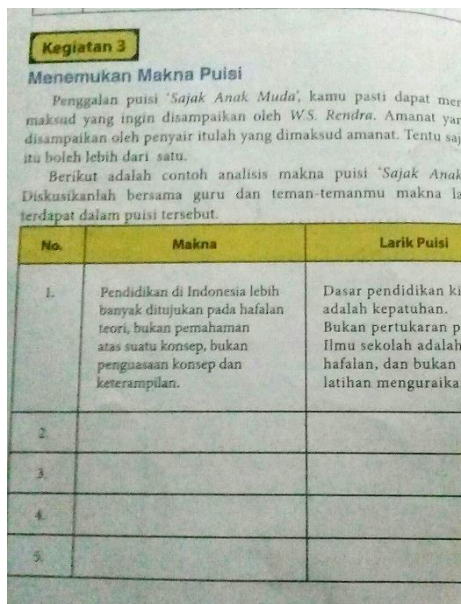 Kegiatan 3
Menemukan Makna Puisi
Penggalan puisi 'Sajak Anak Muda', kamu pasti dapat mer
maksud yang ingin disampaikan oleh W.S. Rendra. Amanat yan
disampaikan oleh penyair itulah yang dimaksud amanat. Tentu saj
itu boleh lebih dari satu.
Berikut adalah contoh analisis makna puisi 'Sajak Anak
Diskusikanlah bersama guru dan teman-temanmu makna la
terdapat dalam puisi tersebut.
No. Makna Larik Puisi
1. Pendidikan di Indonesia lebih Dasar pendidikan ki
banyak ditujukan pada hafalan adalah kepatuhan.
teori, bukan pemahaman Bukan pertukaran p
atas suatu konsep, bukan Ilmu sekolah adalah
penguasaan konsep dan hafalan, dan bukan
keterampilan. latihan menguraika
2.
3.
4.
5.